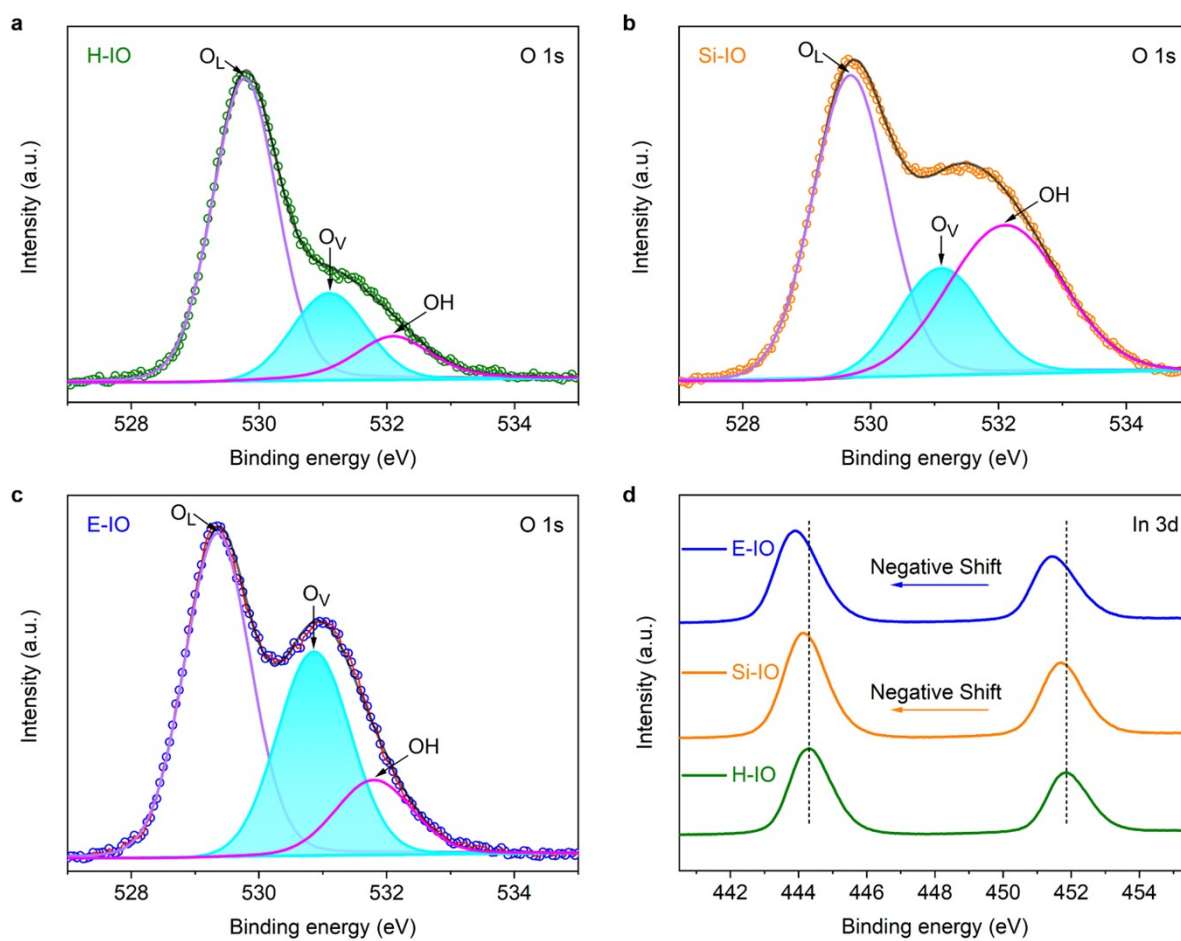 a
H-IO
O 1s
OL
OV
OH
Intensity (a.u.)
528 530 532 534
Binding energy (eV)
b
Si-IO
O 1s
OL
OV
OH
Intensity (a.u.)
528 530 532 534
Binding energy (eV)
c
E-IO
O 1s
OL
OV
OH
Intensity (a.u.)
528 530 532 534
Binding energy (eV)
d
In 3d
E-IO
Negative Shift
Si-IO
Negative Shift
H-IO
Intensity (a.u.)
442 444 446 448 450 452 454
Binding energy (eV)